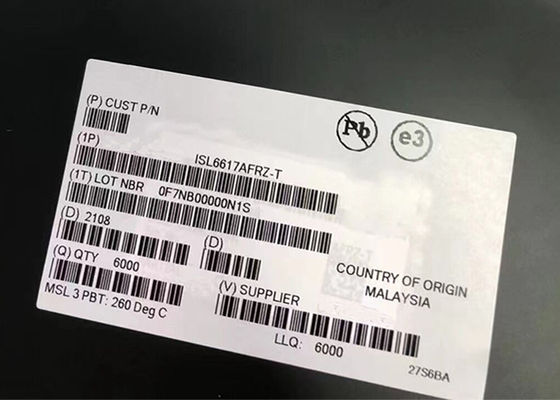 (P) CUST P/N
Pb
e3
(1P)
ISL6617AFRZ-T
(1T) LOT NBR 0F7NB00000N1S
(D) 2108
(D)
(Q) QTY 6000
(V) SUPPLIER
COUNTRY OF ORIGIN
MALAYSIA
MSL 3 PBT: 260 Deg C
LLQ: 6000
27S6BA